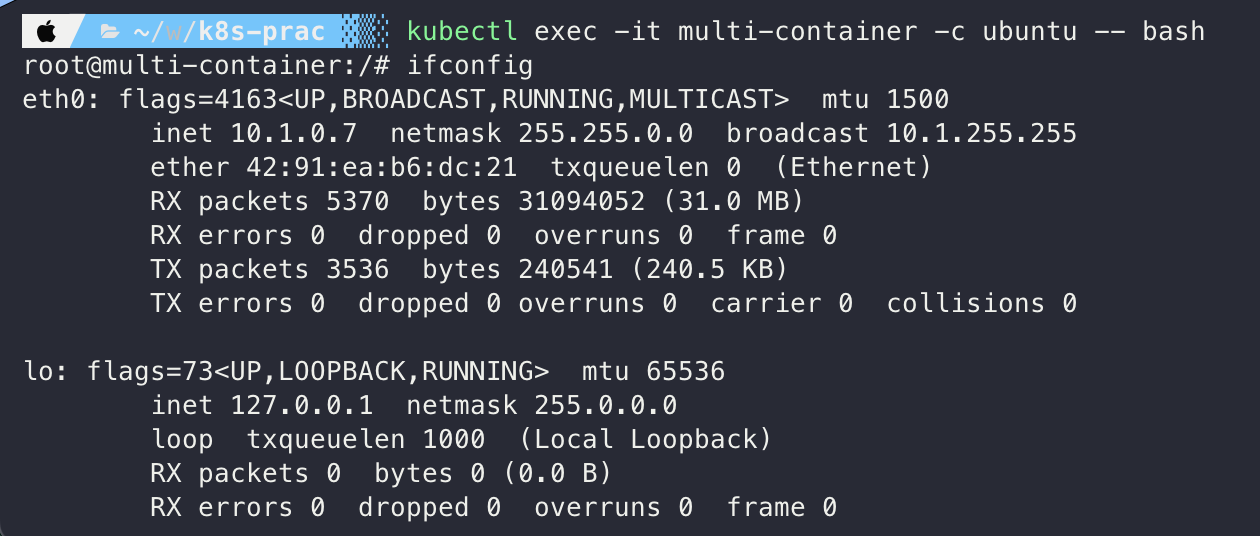 ~/w/k8s-prac kubectl exec -it multi-container -c ubuntu -- bash
root@multi-container:/# ifconfig
eth0: flags=4163<UP,BROADCAST,RUNNING,MULTICAST>  mtu 1500
        inet 10.1.0.7  netmask 255.255.0.0  broadcast 10.1.255.255
        ether 42:91:ea:b6:dc:21  txqueuelen 0  (Ethernet)
        RX packets 5370  bytes 31094052 (31.0 MB)
        RX errors 0  dropped 0  overruns 0  frame 0
        TX packets 3536  bytes 240541 (240.5 KB)
        TX errors 0  dropped 0 overruns 0  carrier 0  collisions 0

lo: flags=73<UP,LOOPBACK,RUNNING>  mtu 65536
        inet 127.0.0.1  netmask 255.0.0.0
        loop  txqueuelen 1000  (Local Loopback)
        RX packets 0  bytes 0 (0.0 B)
        RX errors 0  dropped 0  overruns 0  frame 0